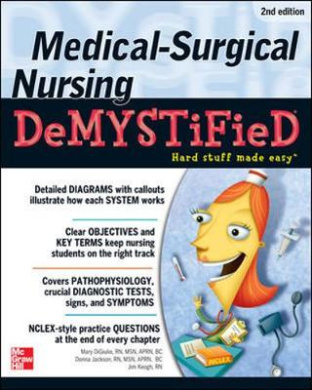 2nd edition
Medical-Surgical
Nursing
DeMYSTiFieD®
Hard stuff made easy™
Detailed DIAGRAMS with callouts
illustrate how each SYSTEM works
Clear OBJECTIVES and
KEY TERMS keep nursing
students on the right track
Covers PATHOPHYSIOLOGY,
crucial DIAGNOSTIC TESTS,
signs, and SYMPTOMS
NCLEX-style practice QUESTIONS
at the end of every chapter
NCLEX
Mc
Graw
Hill
Mary DiGiulio, RN, MSN, APRN, BC
Donna Jackson, RN, MSN, APRN, BC
Jim Keogh, RN